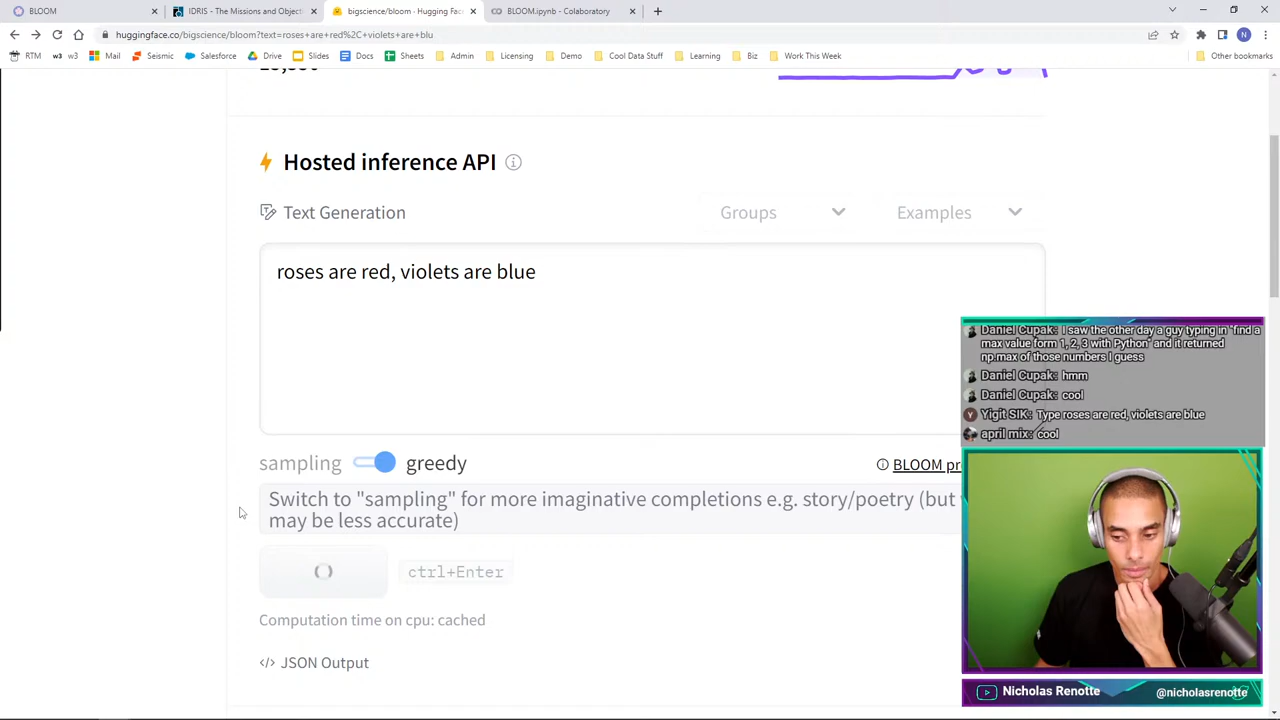 BLOOM
IDRIS - The Missions and Object
bigscience/bloom · Hugging Fac
BLOOM.ipynb - Colaboratory
huggingface.co/bigscience/bloom?text=roses+are+red%2C+violets+are+blu
RTM
w3 w3
Mail
Seismic
Salesforce
Drive
Slides
Docs
Sheets
Admin
Licensing
Demo
Cool Data Stuff
Learning
Biz
Work This Week
Other bookmarks
Hosted inference API
Text Generation
Groups
Examples
roses are red, violets are blue
Daniel Cupak: I saw the other day a guy typing in "find a
max value form 1, 2, 3 with Python" and it returned
np.max of those numbers I guess
Daniel Cupak: hmm
Daniel Cupak: cool
Yigit SIK: Type roses are red, violets are blue
april mix: cool
sampling
greedy
BLOOM pr
Switch to "sampling" for more imaginative completions e.g. story/poetry (but
may be less accurate)
ctrl+Enter
Computation time on cpu: cached
</> JSON Output
Nicholas Renotte
@nicholasrenotte